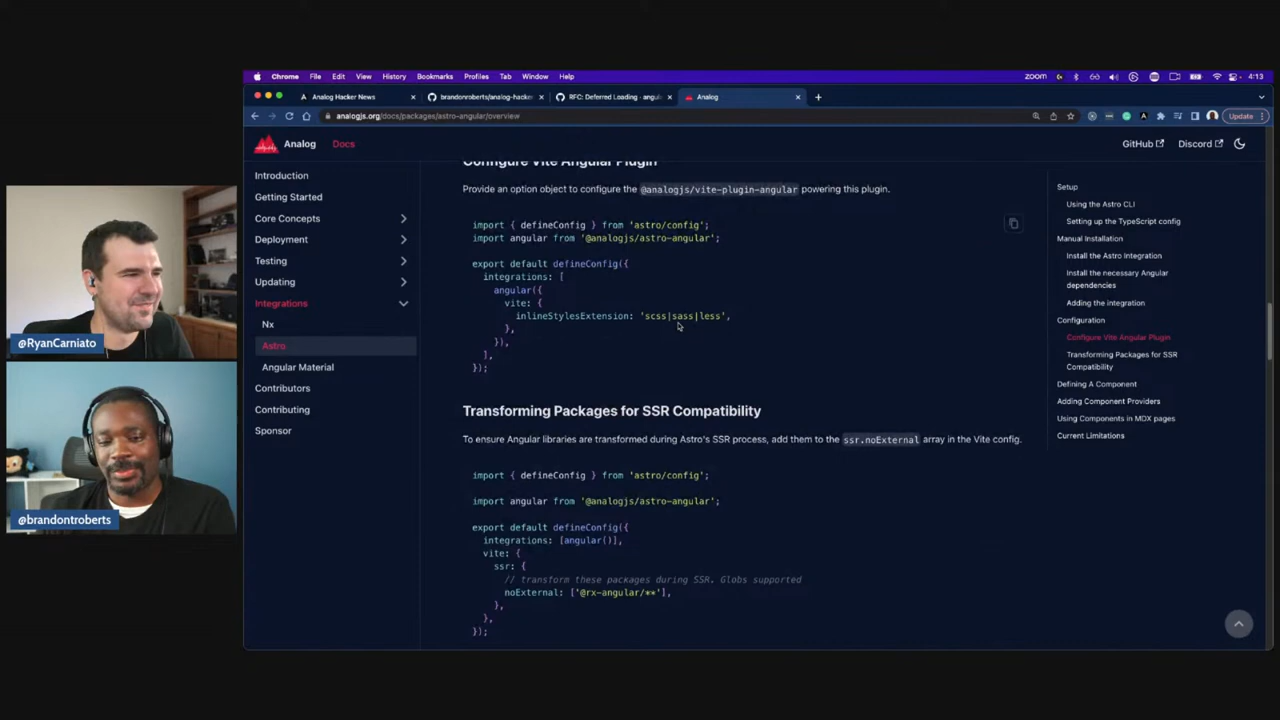 Chrome File Edit View History Bookmarks Profiles Tab Window Help
zoom 4:13
Analog Hacker News
brandonroberts/analog-hacker
RFC: Deferred Loading · angul
Analog
analogjs.org/docs/packages/astro-angular/overview
Update
Analog Docs
GitHub Discord
Introduction
Getting Started
Core Concepts
Deployment
Testing
Updating
Integrations
Nx
Astro
Angular Material
Contributors
Contributing
Sponsor
Configure Vite Angular Plugin
Provide an option object to configure the @analogjs/vite-plugin-angular powering this plugin.
import { defineConfig } from 'astro/config';
import angular from '@analogjs/astro-angular';
export default defineConfig({
integrations: [
angular({
vite: {
inlineStylesExtension: 'scss|sass|less',
},
}),
],
});
Transforming Packages for SSR Compatibility
To ensure Angular libraries are transformed during Astro's SSR process, add them to the ssr.noExternal array in the Vite config.
import { defineConfig } from 'astro/config';
import angular from '@analogjs/astro-angular';
export default defineConfig({
integrations: [angular()],
vite: {
ssr: {
// transform these packages during SSR. Globs supported
noExternal: ['@rx-angular/**'],
},
},
});
Setup
Using the Astro CLI
Setting up the TypeScript config
Manual Installation
Install the Astro Integration
Install the necessary Angular
dependencies
Adding the integration
Configuration
Configure Vite Angular Plugin
Transforming Packages for SSR
Compatibility
Defining A Component
Adding Component Providers
Using Components in MDX pages
Current Limitations
@RyanCarniato
@brandontroberts